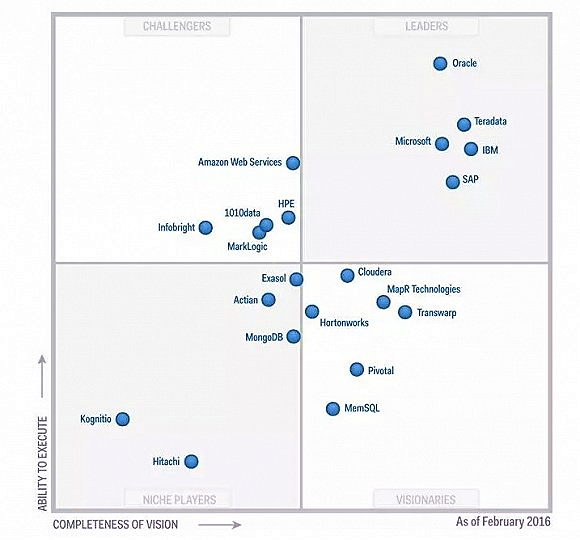 CHALLENGERS
LEADERS
Oracle
Teradata
Microsoft
IBM
Amazon Web Services
SAP
HPE
1010data
Infobright
MarkLogic
Cloudera
Exasol
MapR Technologies
Actian
Transwarp
Hortonworks
MongoDB
Pivotal
MemSQL
Kognitio
Hitachi
NICHE PLAYERS
VISIONARIES
ABILITY TO EXECUTE
COMPLETENESS OF VISION
As of February 2016